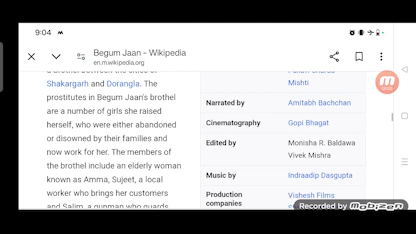 9:04
Begum Jaan - Wikipedia
en.m.wikipedia.org
Shakargarh and Dorangla. The
prostitutes in Begum Jaan's brothel
are a number of girls she raised
herself, who were either abandoned
or disowned by their families and
now work for her. The members of
the brothel include an elderly woman
known as Amma, Sujeet, a local
worker who brings her customers
and Salim, a gunman who guards
Mishti
Narrated by Amitabh Bachchan
Cinematography Gopi Bhagat
Edited by Monisha R. Baldawa
Vivek Mishra
Music by Indraadip Dasgupta
Production Vishesh Films
companies
Recorded by MOBIZEN